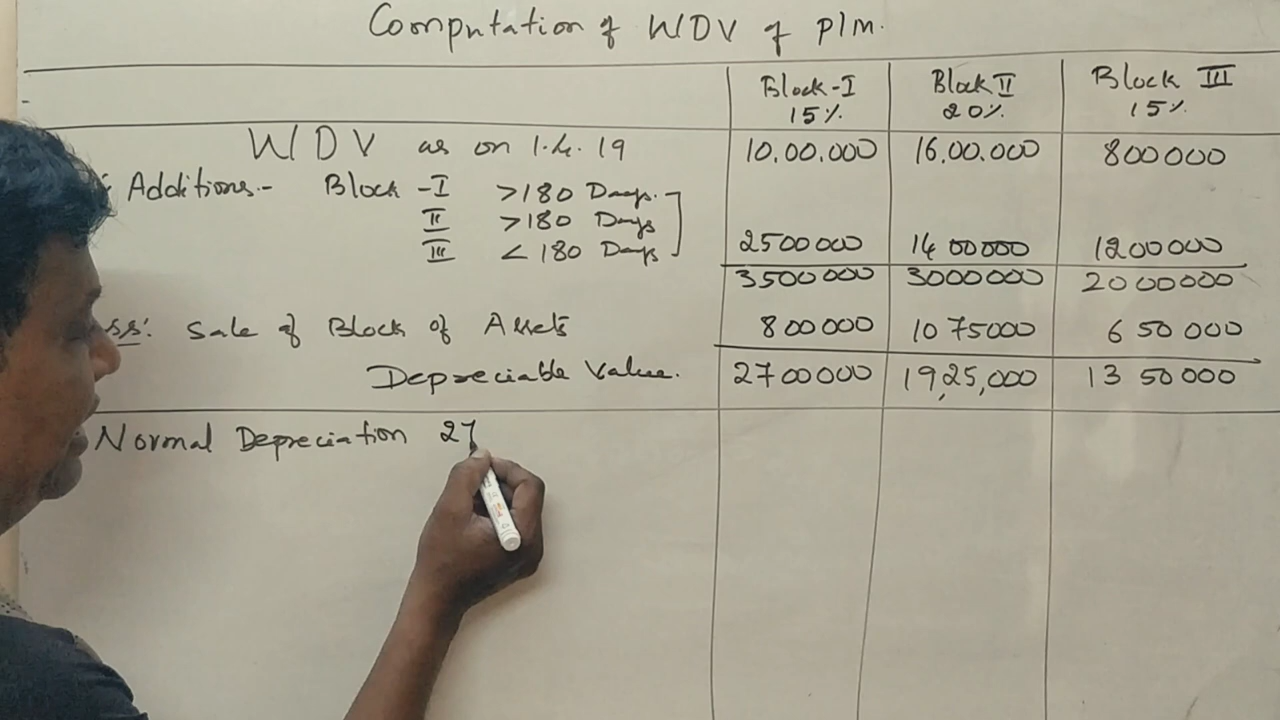 Computation of WDV of P/M.
Block-I Block II Block III
15% 20% 15%
WDV as on 1.4.19 10,00,000 16,00,000 800000
Additions:- Block -I >180 Days.
II >180 Days
III < 180 Days 2500000 1400000 1200000
3500000 3000000 2000000
ss: Sale of Block of Assets 800000 1075000 650000
Depreciable Value. 2700000 19,25,000 1350000
Normal Depreciation 27